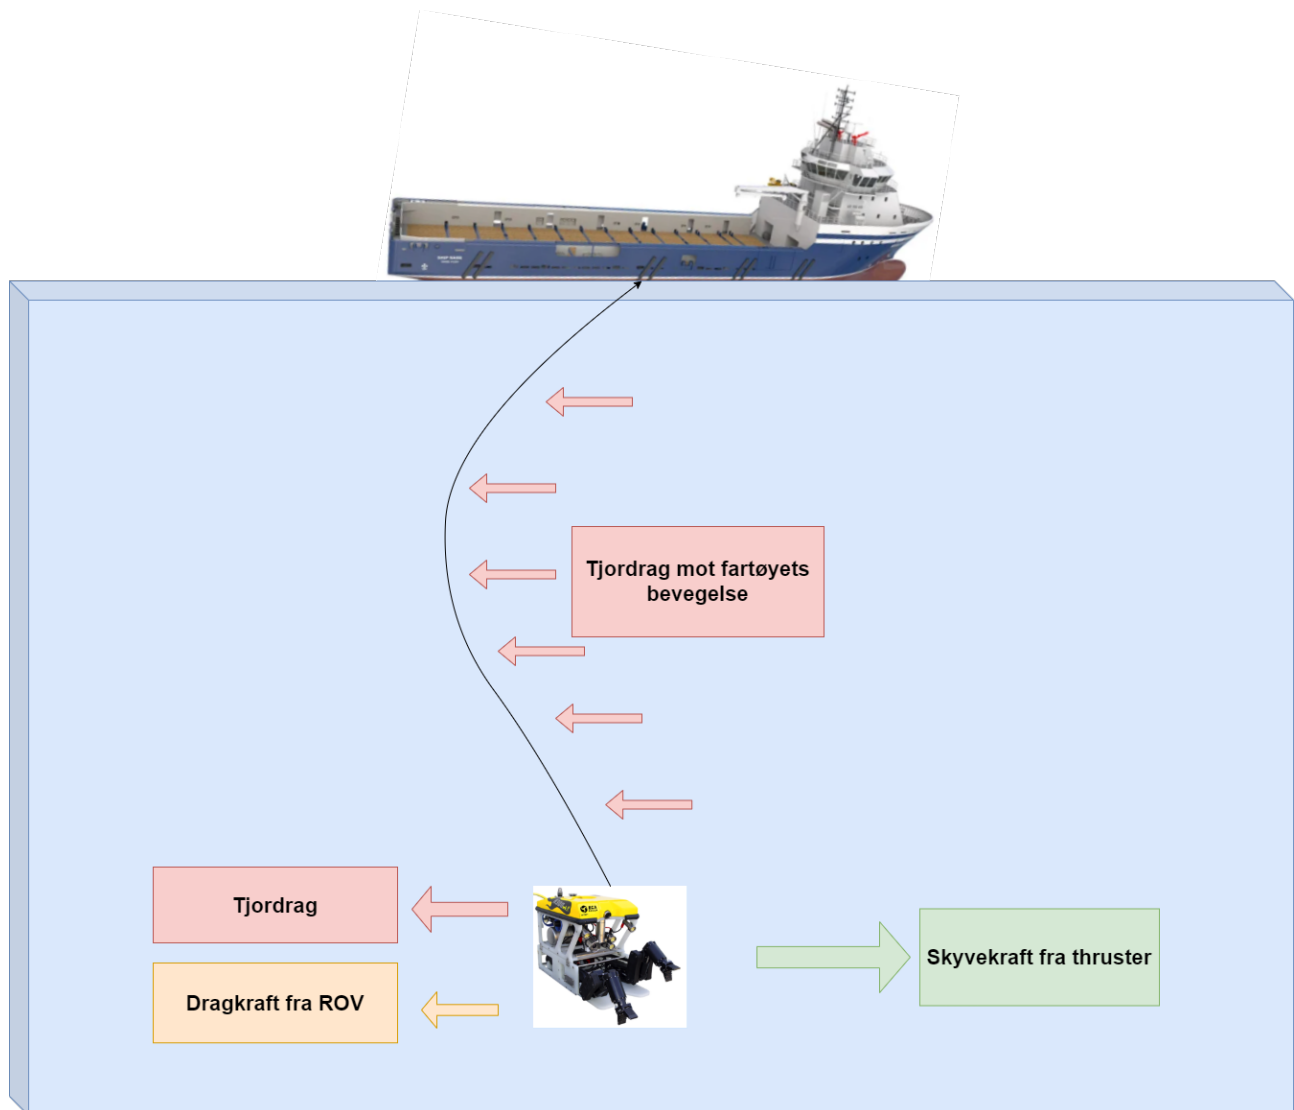 Tjordrag mot fartøyets
bevegelse
Tjordrag
Skyvekraft fra thruster
Dragkraft fra ROV